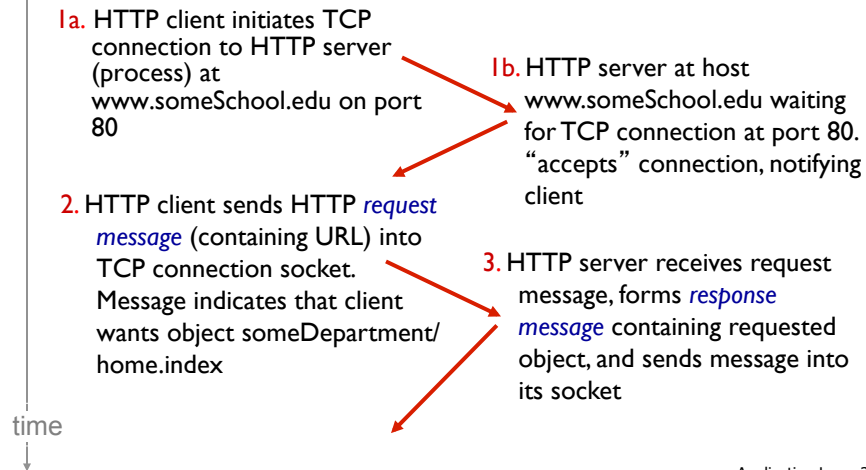 1a. HTTP client initiates TCP
connection to HTTP server
(process) at
www.someSchool.edu on port
80
1b. HTTP server at host
www.someSchool.edu waiting
for TCP connection at port 80.
“accepts” connection, notifying
client
2. HTTP client sends HTTP request
message (containing URL) into
TCP connection socket.
Message indicates that client
wants object someDepartment/
home.index
3. HTTP server receives request
message, forms response
message containing requested
object, and sends message into
its socket
time